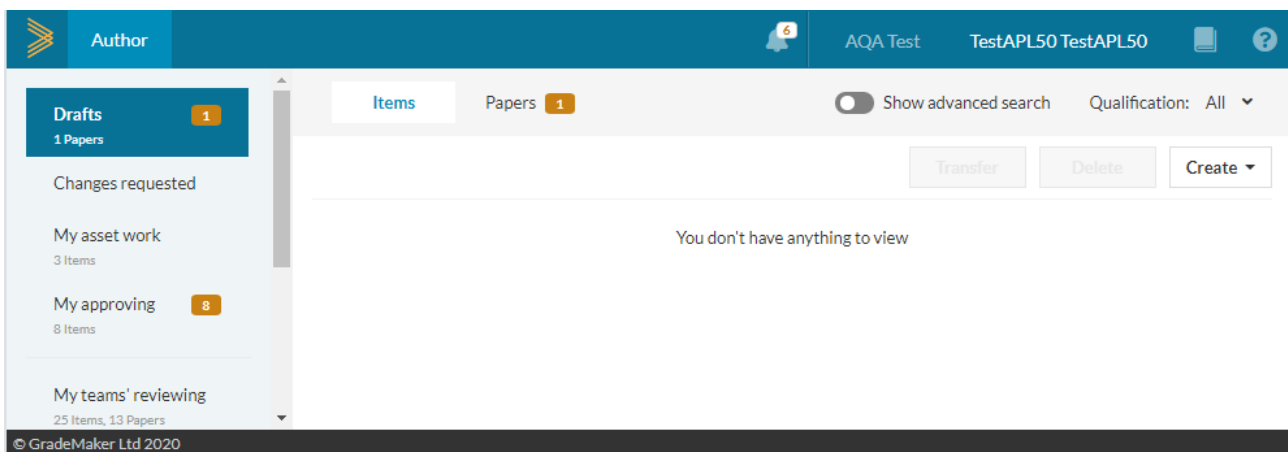 Author
6
AQA Test
TestAPL50 TestAPL50
Drafts 1
1 Papers
Changes requested
My asset work
3 Items
My approving 8
8 Items
My teams' reviewing
25 Items, 13 Papers
Items
Papers 1
Show advanced search
Qualification: All
Transfer
Delete
Create
You don't have anything to view
© GradeMaker Ltd 2020